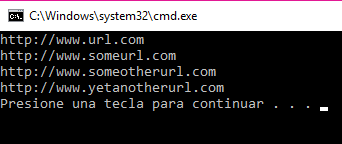 C:\Windows\system32\cmd.exe
http://www.url.com
http://www.someurl.com
http://www.someotherurl.com
http://www.yetanotherurl.com
Presione una tecla para continuar . . .